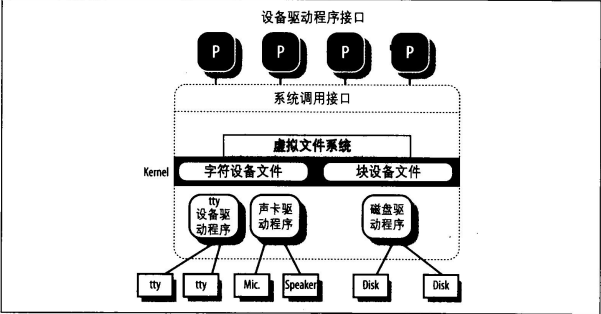 设备驱动程序接口
P P P P
系统调用接口
虚拟文件系统
Kernel
字符设备文件 块设备文件
tty
设备驱
动程序
声卡驱
动程序
磁盘驱
动程序
tty tty Mic. Speaker Disk Disk